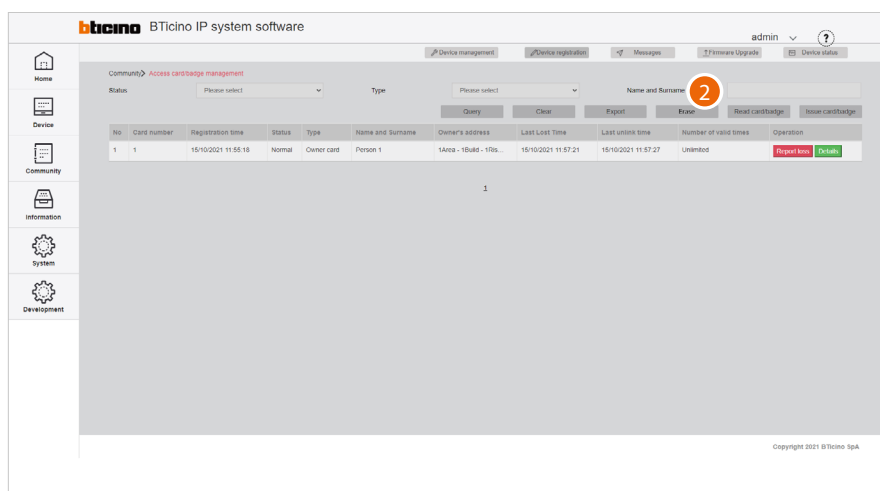 bticino BTicino IP system software
admin ?
Device management Device registration Messages Firmware Upgrade Device status
Home
Device
Community
Information
System
Development
Community> Access card/badge management
Status Please select Type Please select Name and Surname 2
Query Clear Export Erase Read card/badge Issue card/badge
No Card number Registration time Status Type Name and Surname Owner's address Last Lost Time Last unlink time Number of valid times Operation
1 1 15/10/2021 11:55:18 Normal Owner card Person 1 1Area - 1Build - 1Ris... 15/10/2021 11:57:21 15/10/2021 11:57:27 Unlimited Report loss Details
1
Copyright 2021 BTicino SpA